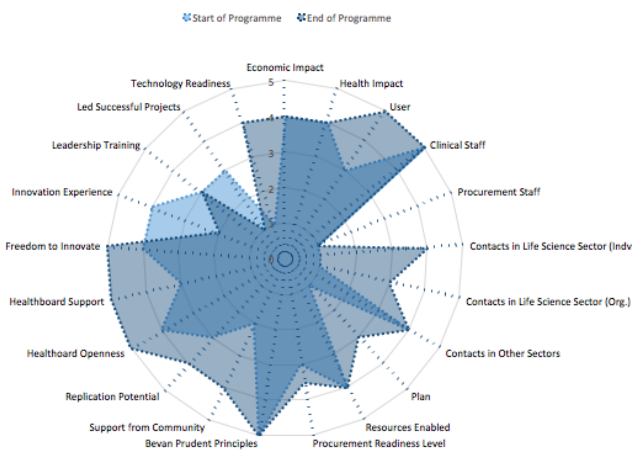 Start of Programme End of Programme
Economic Impact
Technology Readiness Health Impact
Led Successful Projects User
Leadership Training Clinical Staff
Innovation Experience Procurement Staff
Freedom to Innovate Contacts in Life Science Sector (Indv
Healthboard Support Contacts in Life Science Sector (Org.)
Healthoard Openness Contacts in Other Sectors
Replication Potential Plan
Support from Community Resources Enabled
Bevan Prudent Principles Procurement Readiness Level
5
4
3
2
1
0